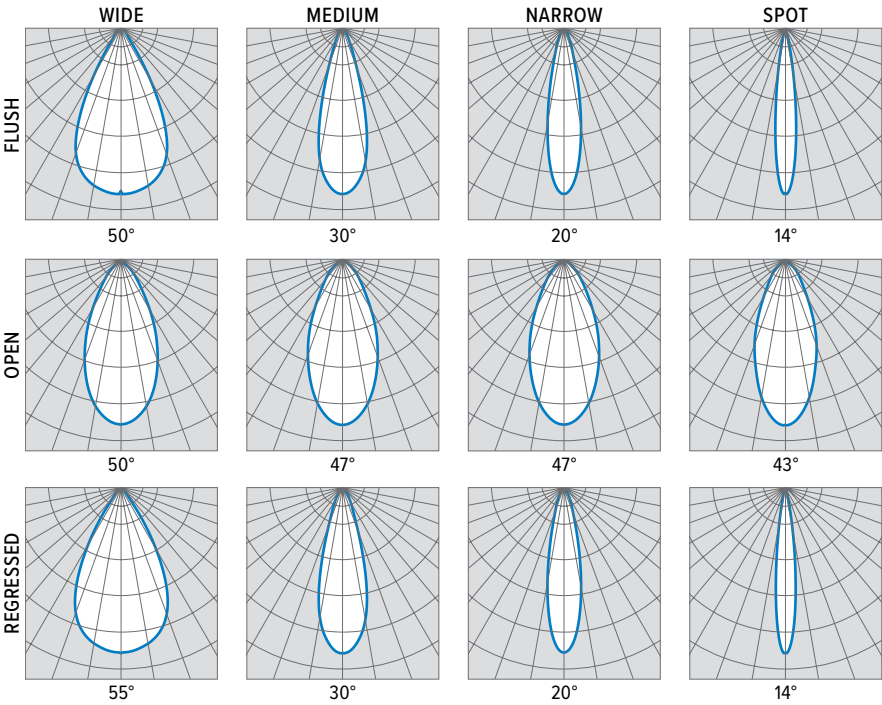 WIDE MEDIUM NARROW SPOT
FLUSH
50° 30° 20° 14°
OPEN
50° 47° 47° 43°
REGRESSED
55° 30° 20° 14°